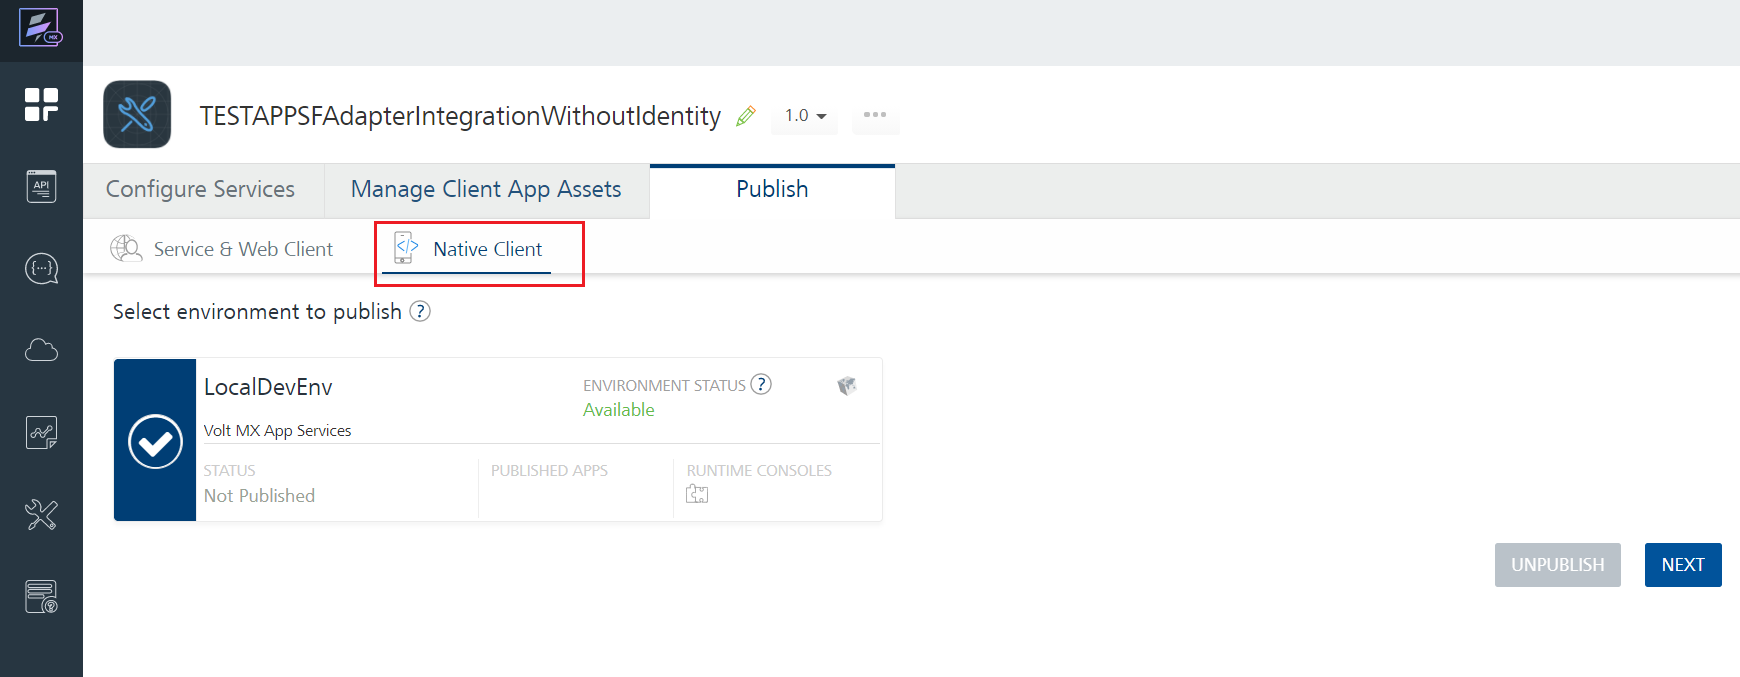 MX
TESTAPPSFAdapterIntegrationWithoutIdentity
1.0
API
Configure Services
Manage Client App Assets
Publish
Service & Web Client
Native Client
Select environment to publish ?
LocalDevEnv
ENVIRONMENT STATUS ?
Available
Volt MX App Services
STATUS
PUBLISHED APPS
RUNTIME CONSOLES
Not Published
UNPUBLISH
NEXT